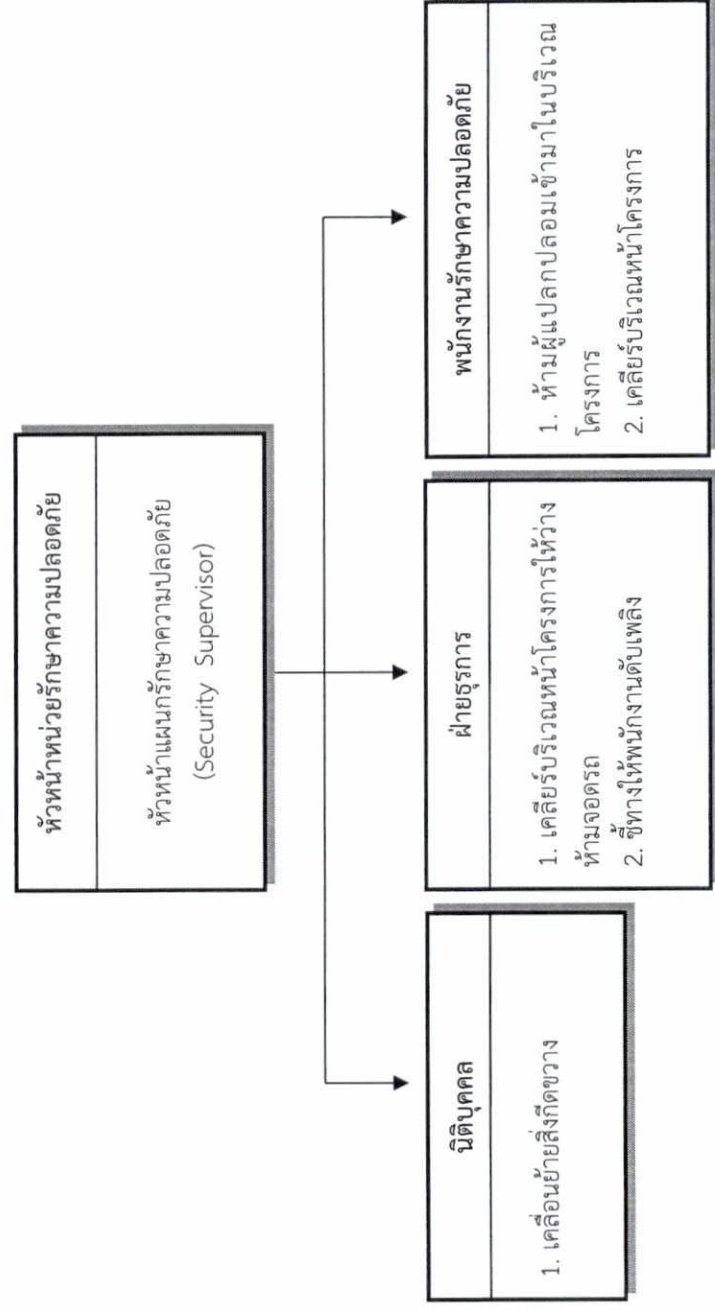 หัวหน้าหน่วยรักษาความปลอดภัย
หัวหน้าแผนกรักษาความปลอดภัย
(Security Supervisor)
นิติบุคคล
1. เคลื่อนย้ายสิ่งกีดขวาง
ฝ่ายธุรการ
1. เคลียร์บริเวณหน้าโครงการให้ว่าง
ห้ามจอดรถ
2. ชี้ทางให้พนักงานดับเพลิง
พนักงานรักษาความปลอดภัย
1. ห้ามผู้แปลกปลอมเข้ามาในบริเวณ
โครงการ
2. เคลียร์บริเวณหน้าโครงการ